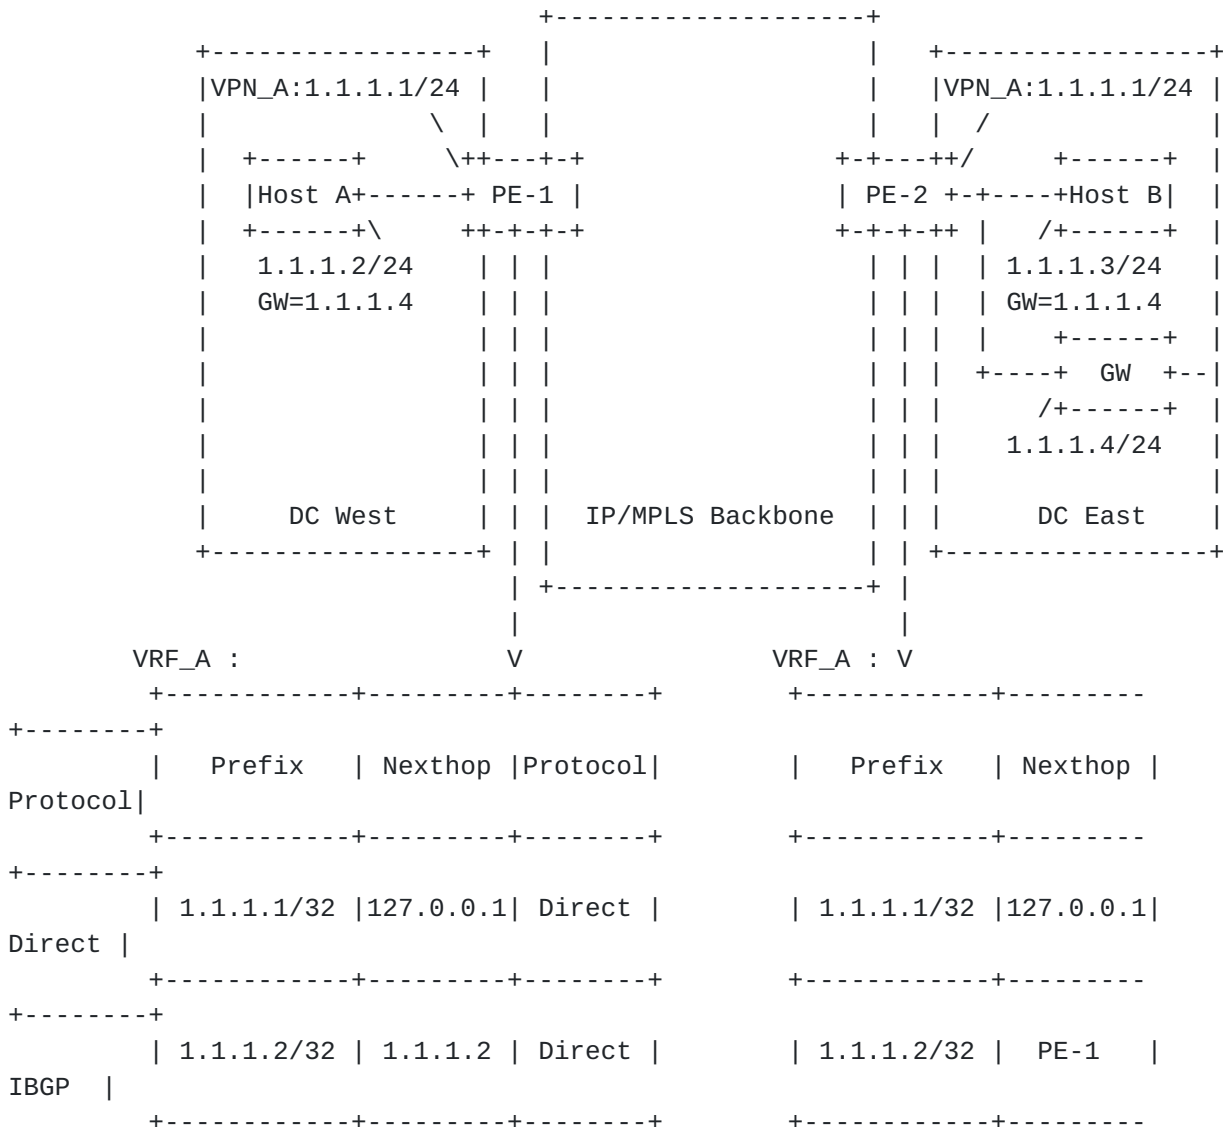 +--------------------+
            +-----------------+   |                    |   +-----------------+
            |VPN_A:1.1.1.1/24 |   |                    |   |VPN_A:1.1.1.1/24 |
            |              \  |   |                    |   |  /              |
            |  +------+     \++---+-+                +-+---++/     +------+  |
            |  |Host A+------+ PE-1 |                | PE-2 +-+----+Host B|  |
            |  +------+\     ++-+-+-+                +-+-+-++ |   /+------+  |
            |   1.1.1.2/24    | | |                    | | |  | 1.1.1.3/24   |
            |   GW=1.1.1.4    | | |                    | | |  | GW=1.1.1.4   |
            |                 | | |                    | | |  |    +------+  |
            |                 | | |                    | | |  +----+  GW  +--|
            |                 | | |                    | | |      /+------+  |
            |                 | | |                    | | |    1.1.1.4/24   |
            |                 | | |                    | | |                 |
            |     DC West     | | |  IP/MPLS Backbone  | | |      DC East    |
            +-----------------+ | |                    | | +-----------------+
                                | +--------------------+ |
                                |                        |
        VRF_A :                 V                VRF_A : V
         +------------+---------+--------+        +------------+---------
+--------+
         |   Prefix   | Nexthop |Protocol|        |   Prefix   | Nexthop |
Protocol|
         +------------+---------+--------+        +------------+---------
+--------+
         | 1.1.1.1/32 |127.0.0.1| Direct |        | 1.1.1.1/32 |127.0.0.1|
Direct |
         +------------+---------+--------+        +------------+---------
+--------+
         | 1.1.1.2/32 | 1.1.1.2 | Direct |        | 1.1.1.2/32 |  PE-1   |
IBGP  |
         +------------+---------+--------+        +------------+---------